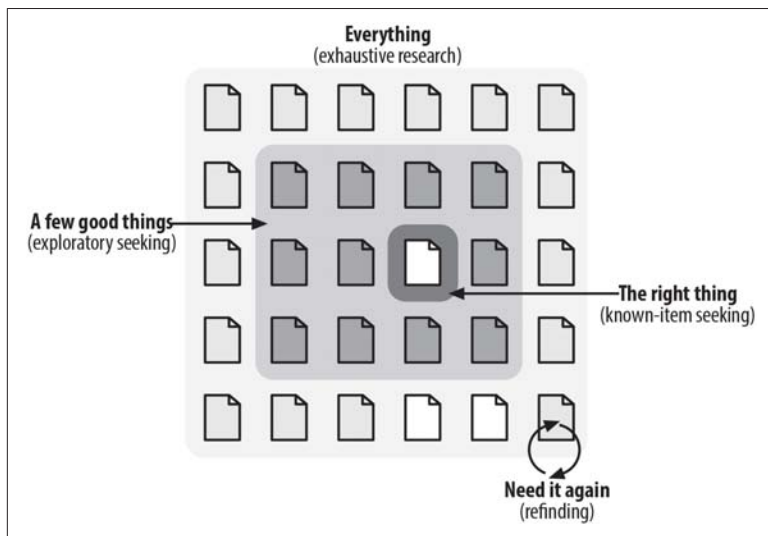 Everything
(exhaustive research)
A few good things
(exploratory seeking)
The right thing
(known-item seeking)
Need it again
(refinding)